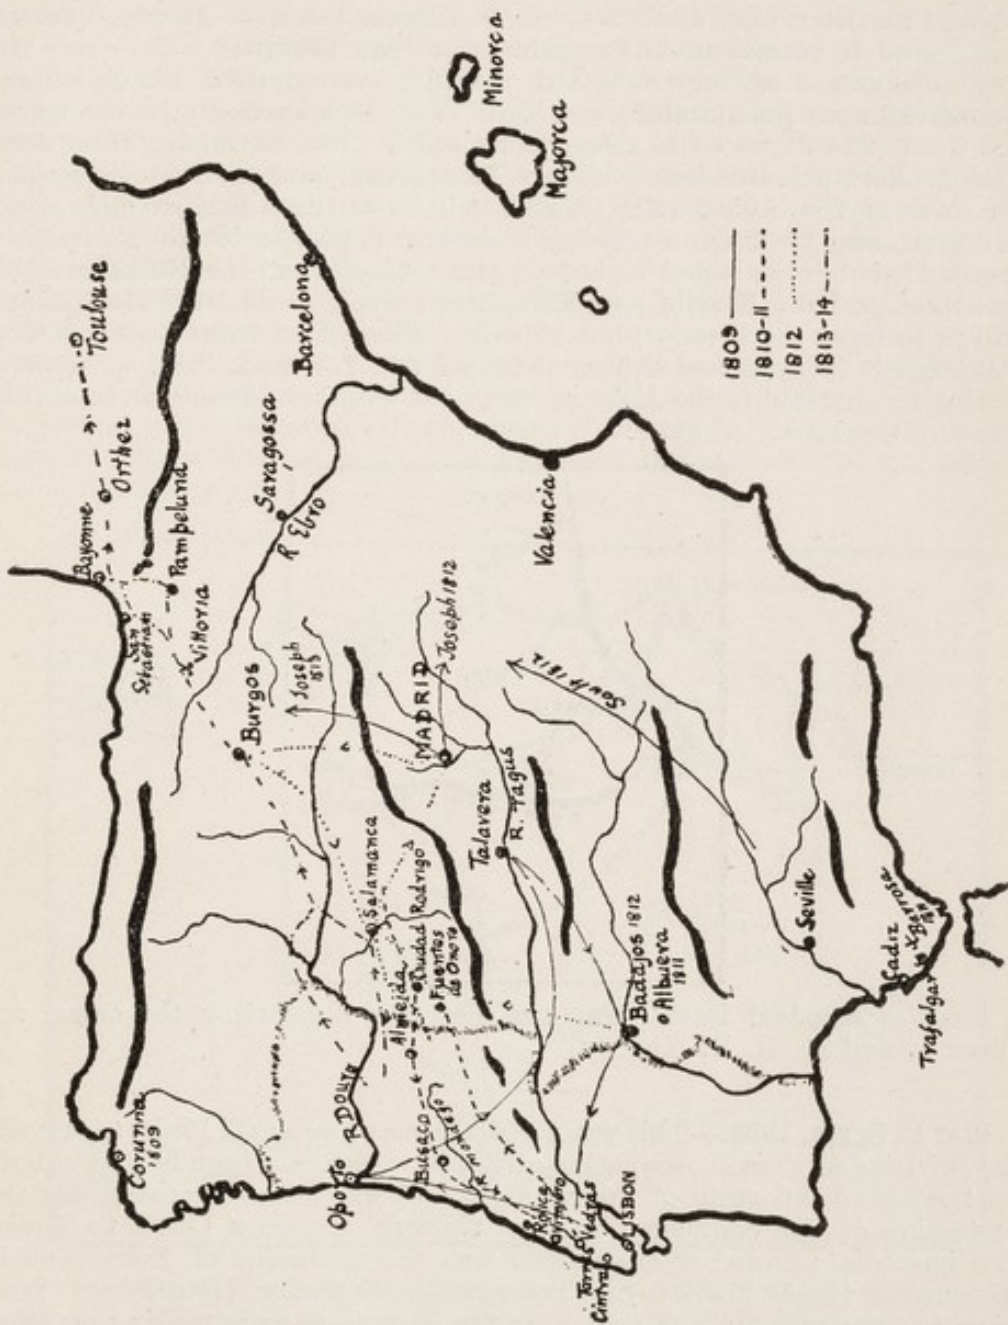 Corunna
1809
San
Sebastian
Bayonne
Orthez
Toulouse
Pampeluna
Vittoria
Burgos
Joseph
1813
Saragossa
R Ebro
Barcelona
Minorca
Majorca
Oporto
R Douro
Salamanca
Almeida
Ciudad Rodrigo
Fuentes
de Onoro
Busaco
R Mondego
MADRID
Joseph 1812
Talavera
R. Tagus
Valencia
Rolica
Vimiero
Torres Vedras
Cintra
LISBON
Badajos 1812
Albuera
1811
Soult 1812
Seville
Cadiz
X Barrosa
Trafalgar
1809
1810-11
1812
1813-14